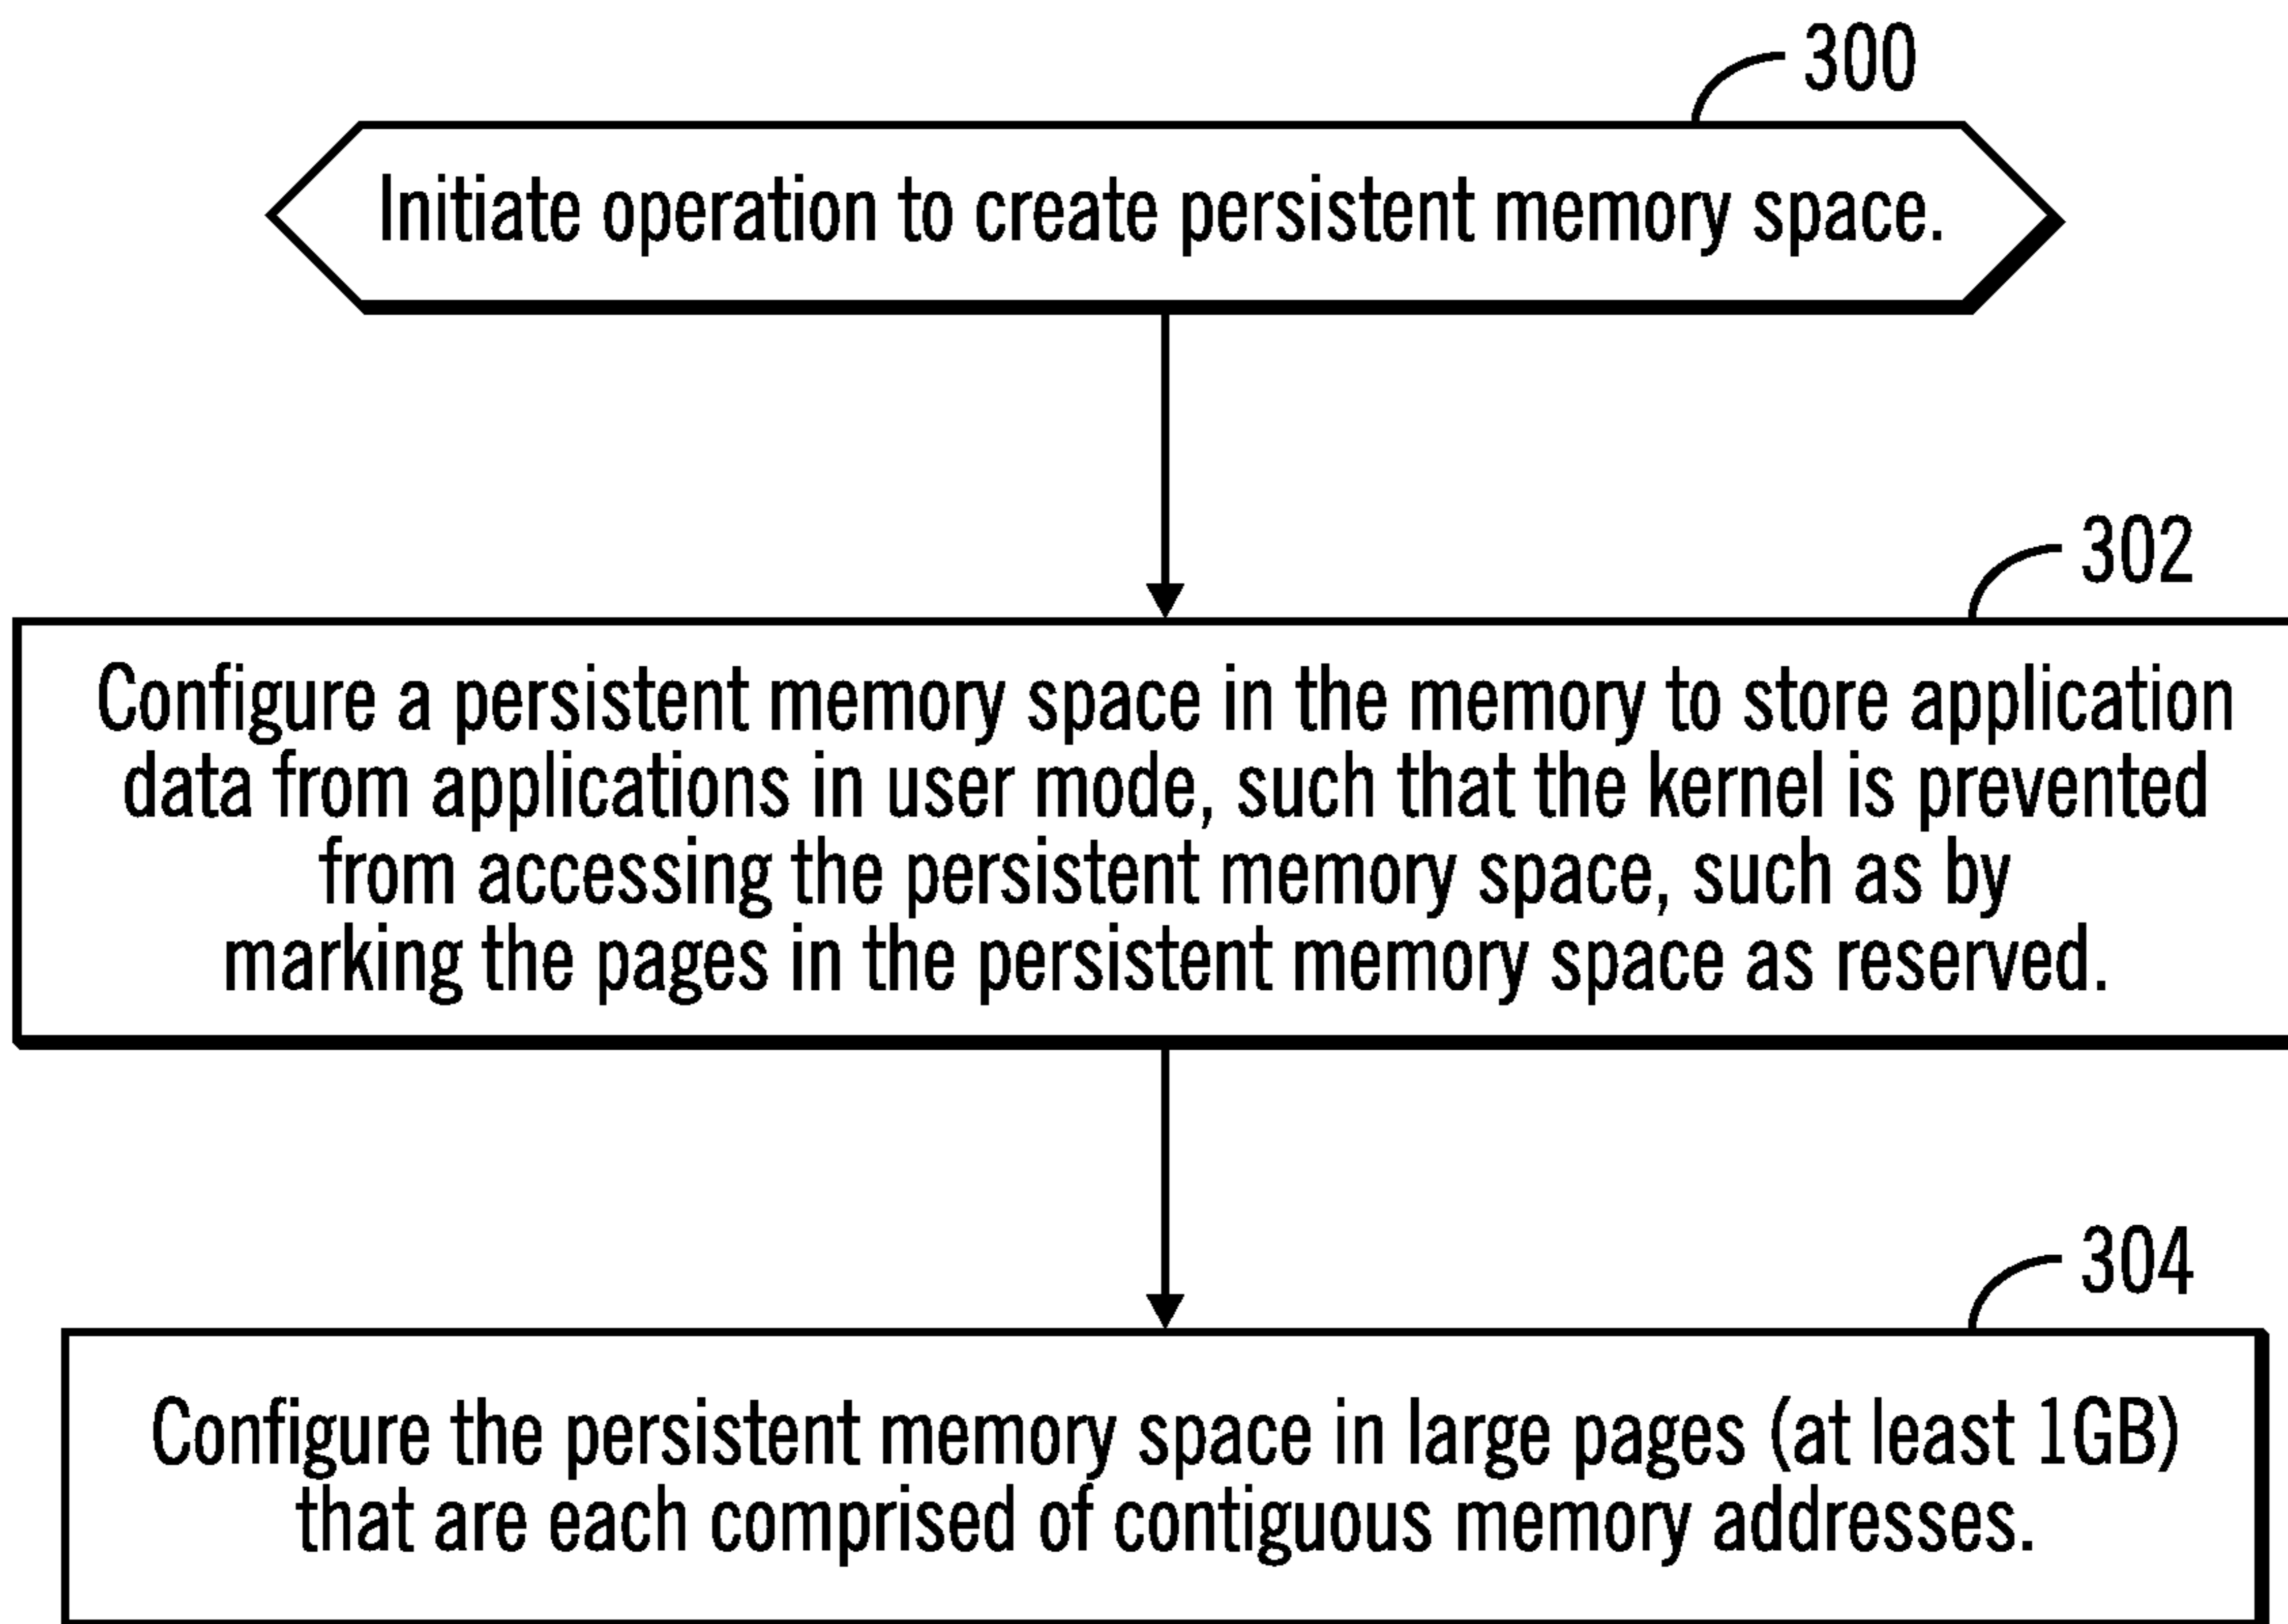 300
Initiate operation to create persistent memory space.
302
Configure a persistent memory space in the memory to store application
data from applications in user mode, such that the kernel is prevented
from accessing the persistent memory space, such as by
marking the pages in the persistent memory space as reserved.
304
Configure the persistent memory space in large pages (at least 1GB)
that are each comprised of contiguous memory addresses.